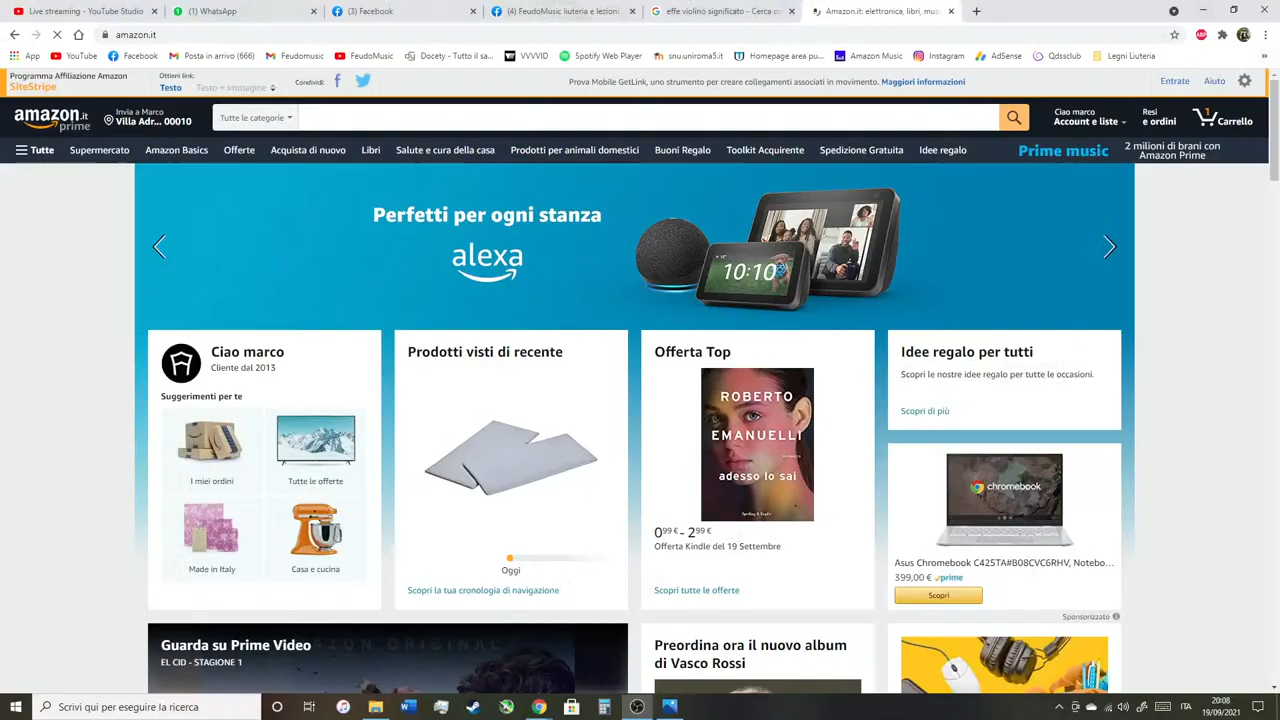 Live streaming - YouTube Studio
(1) WhatsApp
(3) Facebook
(4) FeudoMusic liuteria e lezioni
effe violino significato - Cerca c
Amazon.it: elettronica, libri, mus
amazon.it
App
YouTube
Facebook
Posta in arrivo (666)
Feudomusic
FeudoMusic
Docety - Tutto il sa...
VVVVID
Spotify Web Player
snu.uniroma5.it
Homepage area pu...
Amazon Music
Instagram
AdSense
Qdssclub
Legni Liuteria
Programma Affiliazione Amazon
SiteStripe
Ottieni link:
Testo
Testo + immagine
Condividi:
Prova Mobile GetLink, uno strumento per creare collegamenti associati in movimento. Maggiori informazioni
Entrate
Aiuto
amazon.it
prime
Invia a Marco
Villa Adr... 00010
Tutte le categorie
Ciao marco
Account e liste
Resi
e ordini
1
Carrello
Tutte
Supermercato
Amazon Basics
Offerte
Acquista di nuovo
Libri
Salute e cura della casa
Prodotti per animali domestici
Buoni Regalo
Toolkit Acquirente
Spedizione Gratuita
Idee regalo
Prime music
2 milioni di brani con
Amazon Prime
Perfetti per ogni stanza
alexa
10:10
Ciao marco
Cliente dal 2013
Suggerimenti per te
I miei ordini
Tutte le offerte
Made in Italy
Casa e cucina
Prodotti visti di recente
Oggi
Scopri la tua cronologia di navigazione
Offerta Top
ROBERTO
EMANUELLI
romanzo
adesso lo sai
Sperling & Kupfer
0,99 € - 2,99 €
Offerta Kindle del 19 Settembre
Scopri tutte le offerte
Idee regalo per tutti
Scopri le nostre idee regalo per tutte le occasioni.
Scopri di più
chromebook
Asus Chromebook C425TA#B08CVC6RHV, Notebo...
399,00 € prime
Scopri
Sponsorizzato
Guarda su Prime Video
EL CID - STAGIONE 1
Preordina ora il nuovo album
di Vasco Rossi
Scrivi qui per eseguire la ricerca
ITA
20:08
19/09/2021